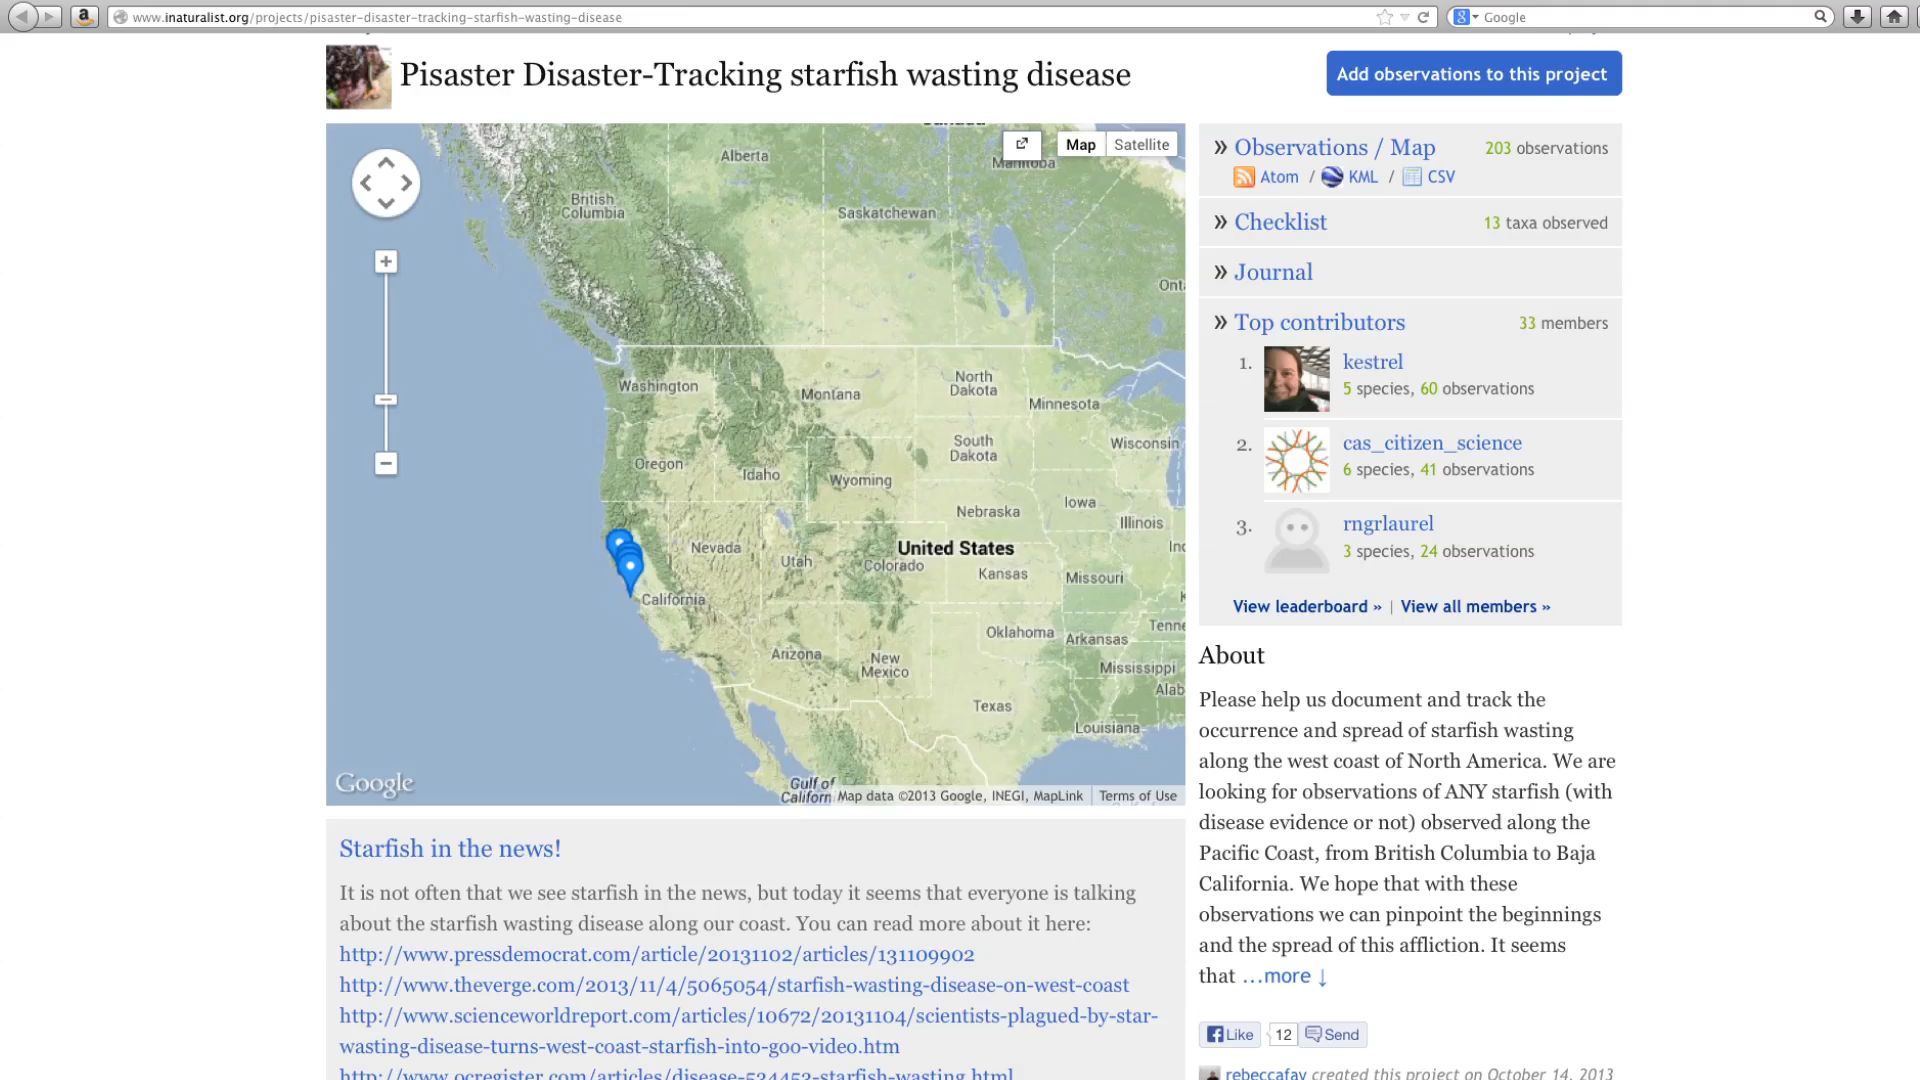 www.inaturalist.org/projects/pisaster-disaster-tracking-starfish-wasting-disease
Google
Pisaster Disaster-Tracking starfish wasting disease
Add observations to this project
Map
Satellite
Alberta
Manitoba
British
Columbia
Saskatchewan
Washington
Montana
North
Dakota
Minnesota
Oregon
Idaho
South
Dakota
Wisconsin
Wyoming
Iowa
Nebraska
Illinois
Nevada
Utah
United States
Colorado
Kansas
Missouri
California
Oklahoma
Arkansas
Arizona
New
Mexico
Mississippi
Texas
Louisiana
Gulf of
Californ
Google
Map data ©2013 Google, INEGI, MapLink
Terms of Use
» Observations / Map 203 observations
Atom / KML / CSV
» Checklist 13 taxa observed
» Journal
» Top contributors 33 members
1. kestrel
5 species, 60 observations
2. cas_citizen_science
6 species, 41 observations
3. rngrlaurel
3 species, 24 observations
View leaderboard » | View all members »
About
Please help us document and track the
occurrence and spread of starfish wasting
along the west coast of North America. We are
looking for observations of ANY starfish (with
disease evidence or not) observed along the
Pacific Coast, from British Columbia to Baja
California. We hope that with these
observations we can pinpoint the beginnings
and the spread of this affliction. It seems
that ...more ↓
Like 12 Send
rebeccafay created this project on October 14, 2013
Starfish in the news!
It is not often that we see starfish in the news, but today it seems that everyone is talking
about the starfish wasting disease along our coast. You can read more about it here:
http://www.pressdemocrat.com/article/20131102/articles/131109902
http://www.theverge.com/2013/11/4/5065054/starfish-wasting-disease-on-west-coast
http://www.scienceworldreport.com/articles/10672/20131104/scientists-plagued-by-star-
wasting-disease-turns-west-coast-starfish-into-goo-video.htm
http://www.ocregister.com/articles/disease-534453-starfish-wasting.html